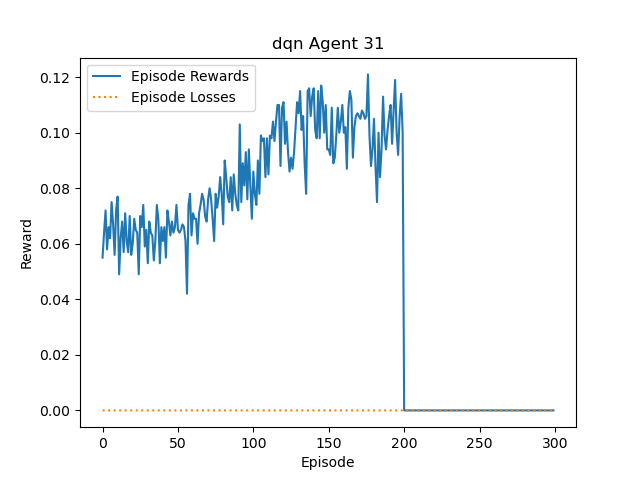 dqn Agent 31
Episode Rewards
Episode Losses
Reward
0.12
0.10
0.08
0.06
0.04
0.02
0.00
0 50 100 150 200 250 300
Episode